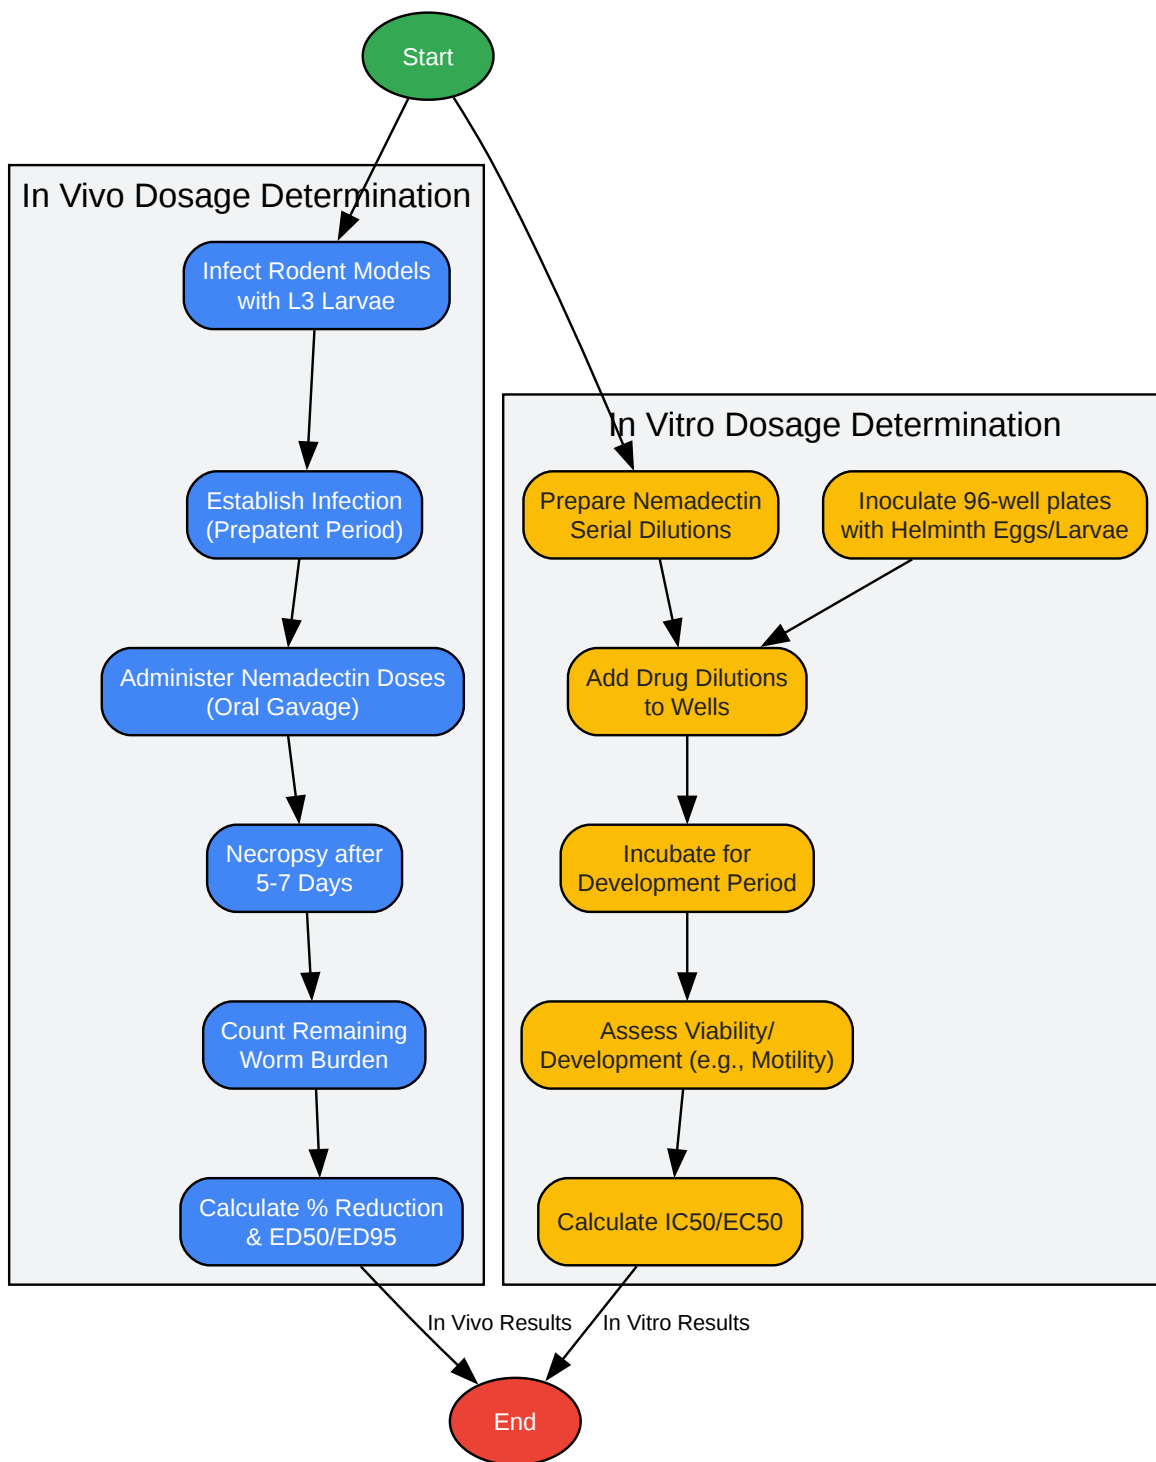 Start
In Vivo Dosage Determination
Infect Rodent Models
with L3 Larvae
Establish Infection
(Prepatent Period)
Administer Nemadectin Doses
(Oral Gavage)
Necropsy after
5-7 Days
Count Remaining
Worm Burden
Calculate % Reduction
& ED50/ED95
In Vitro Dosage Determination
Prepare Nemadectin
Serial Dilutions
Inoculate 96-well plates
with Helminth Eggs/Larvae
Add Drug Dilutions
to Wells
Incubate for
Development Period
Assess Viability/
Development (e.g., Motility)
Calculate IC50/EC50
In Vivo Results
In Vitro Results
End